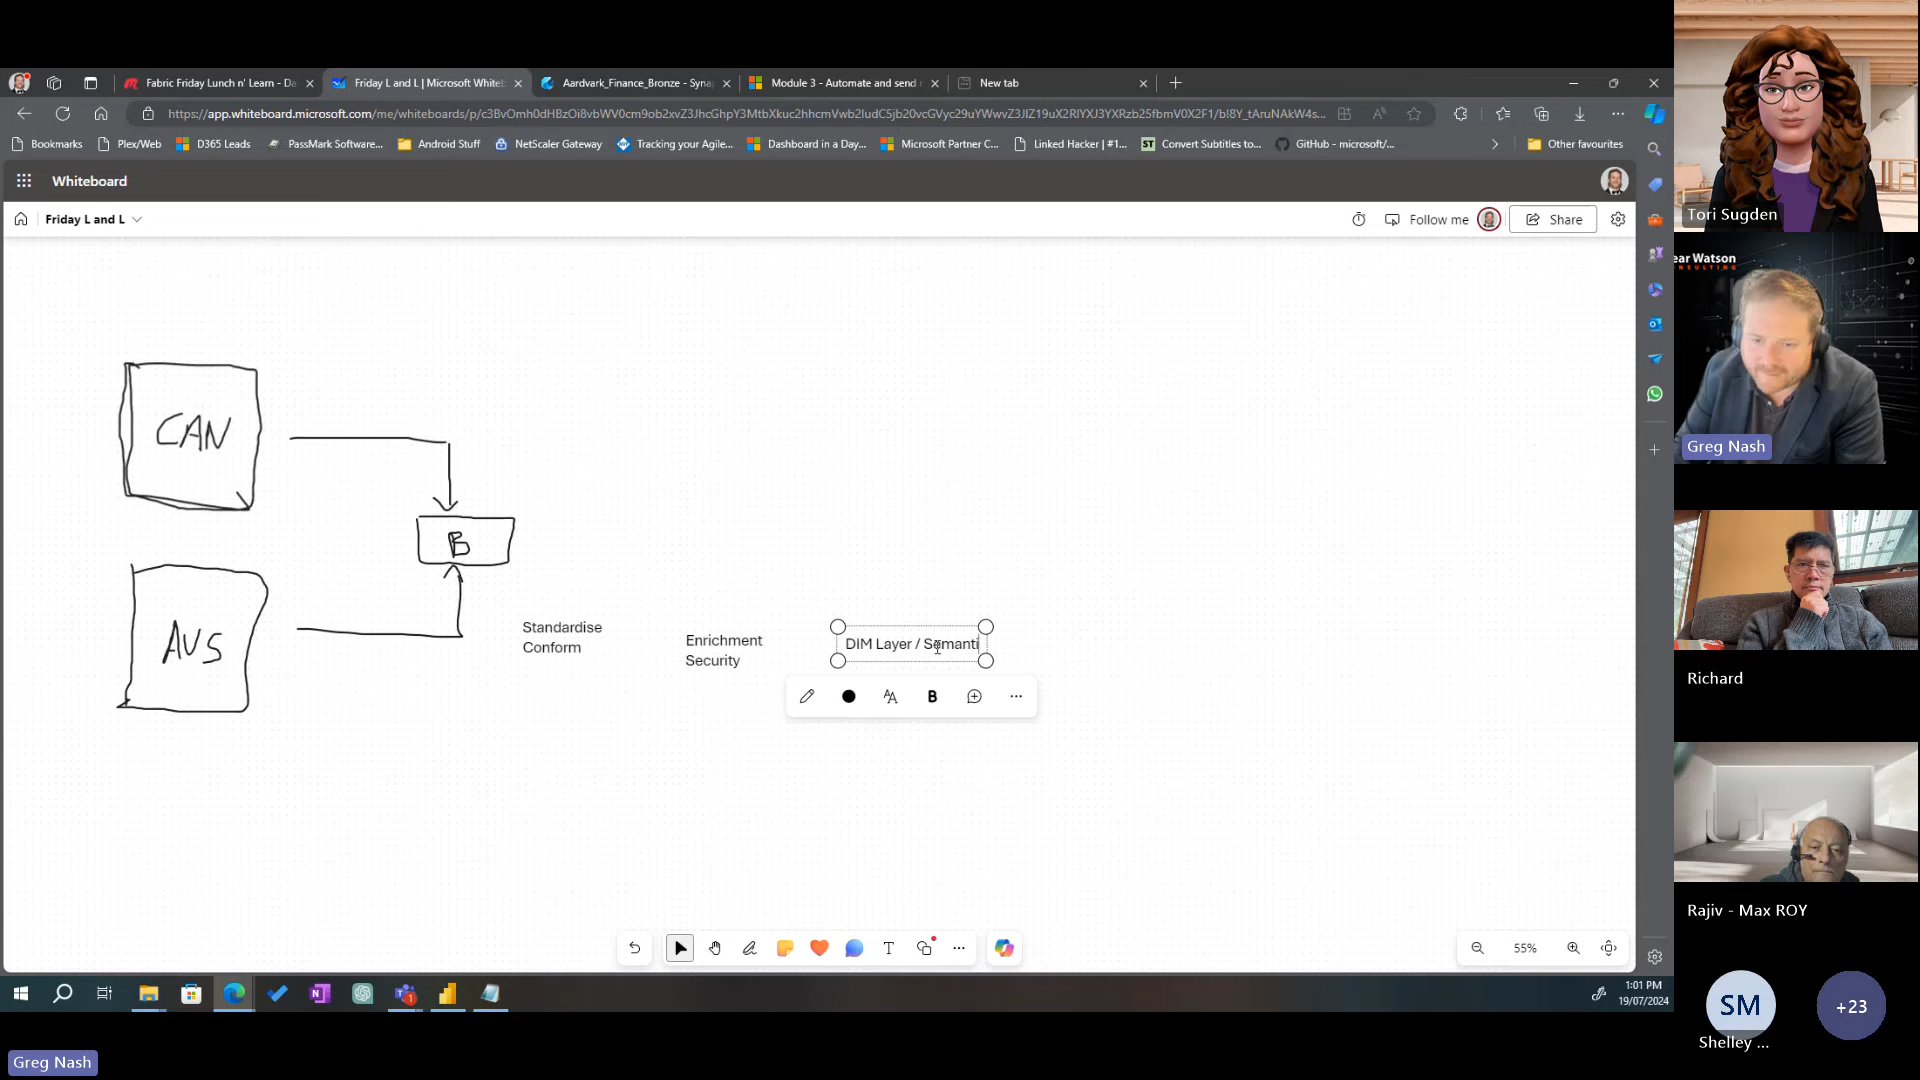 Fabric Friday Lunch n' Learn - Da
Friday L and L | Microsoft Whiteb
Aardvark_Finance_Bronze - Syna
Module 3 - Automate and send
New tab
Bookmarks
Plex/Web
D365 Leads
PassMark Software...
Android Stuff
NetScaler Gateway
Tracking your Agile...
Dashboard in a Day...
Microsoft Partner C...
Linked Hacker | #1...
ST
Convert Subtitles to...
GitHub - microsoft/...
Other favourites
Whiteboard
Friday L and L
Follow me
Share
CAN
B
AVS
Standardise
Conform
Enrichment
Security
DIM Layer / Semanti
B
T
55%
1:01 PM
19/07/2024
Greg Nash
Tori Sugden
ear Watson
CONSULTING
Greg Nash
Richard
Rajiv - Max ROY
SM
Shelley ...
+23